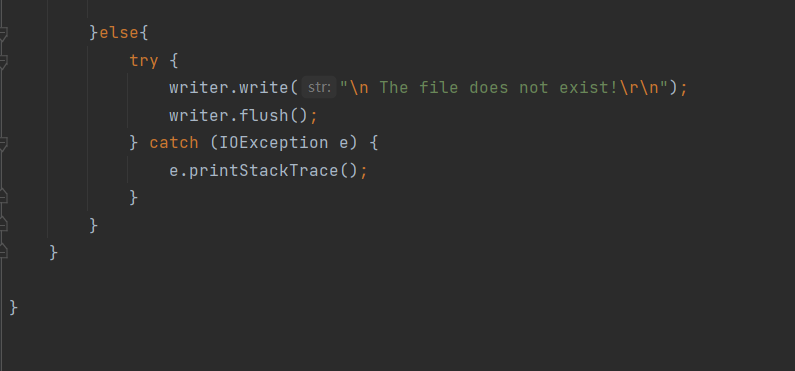 }else{
try {
writer.write( str: "\n The file does not exist!\r\n");
writer.flush();
} catch (IOException e) {
e.printStackTrace();
}
}
}
}